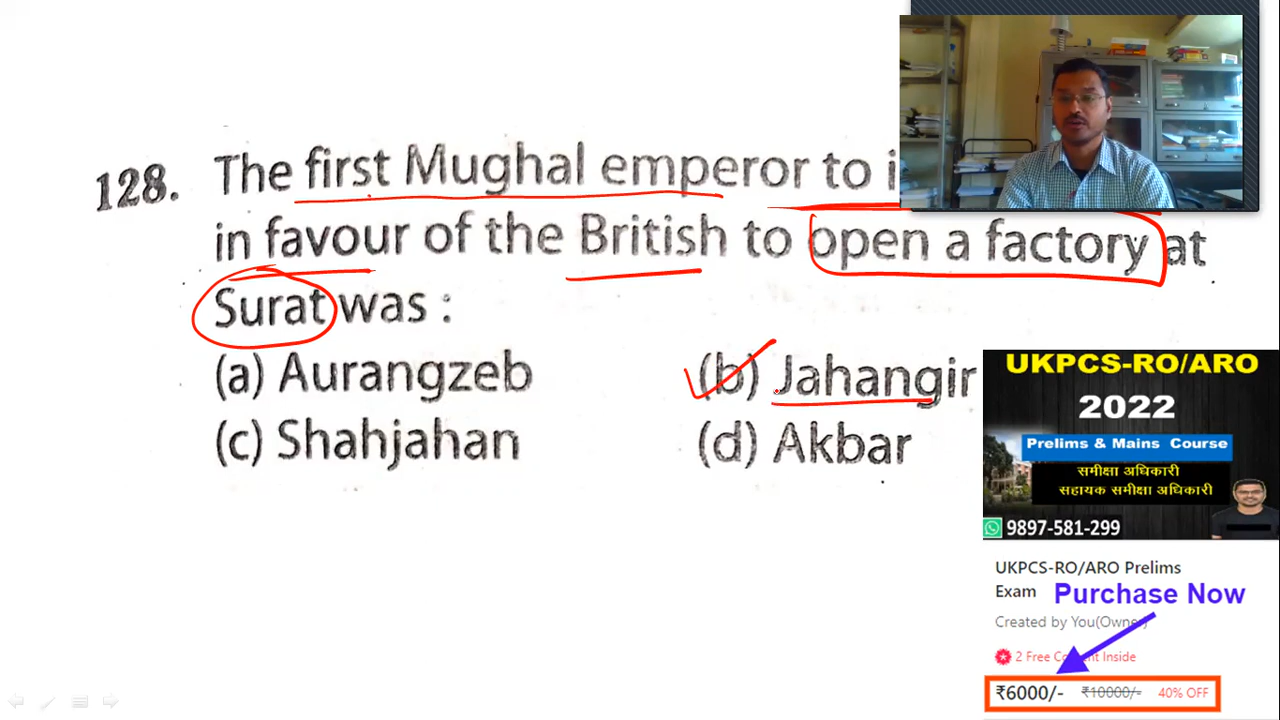 128. The first Mughal emperor to i
in favour of the British to open a factory at
Surat was :
(a) Aurangzeb
(b) Jahangir
(c) Shahjahan
(d) Akbar
UKPCS-RO/ARO
2022
Prelims & Mains Course
समीक्षा अधिकारी
सहायक समीक्षा अधिकारी
9897-581-299
UKPCS-RO/ARO Prelims
Exam Purchase Now
Created by You(Owner)
2 Free Content Inside
₹6000/- ₹10000/- 40% OFF